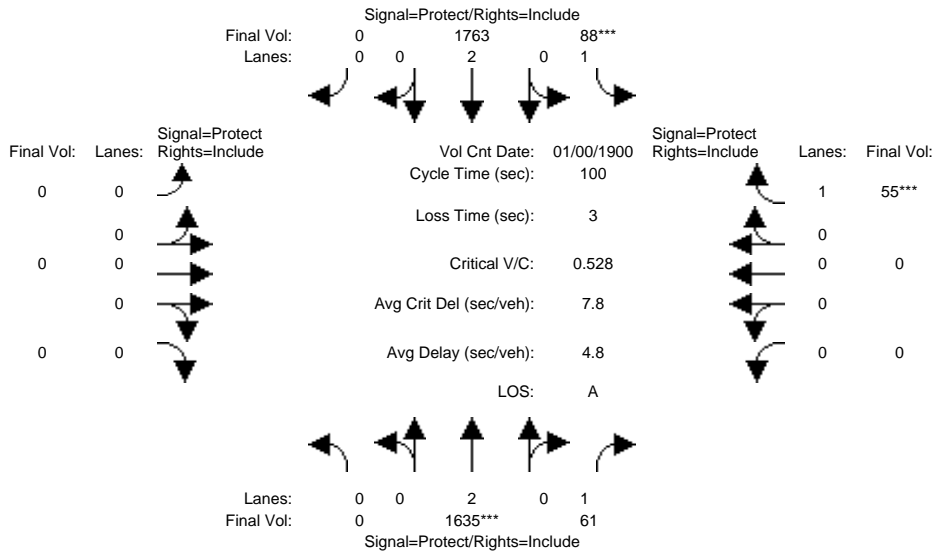 Signal=Protect/Rights=Include
Final Vol: 0 1763 88***
Lanes: 0 0 2 0 1
Signal=Protect
Final Vol: Lanes: Rights=Include
Vol Cnt Date: 01/00/1900
Signal=Protect
Rights=Include Lanes: Final Vol:
Cycle Time (sec): 100
0 0
1 55***
Loss Time (sec): 3
0
0
0 0
Critical V/C: 0.528
0 0
0
Avg Crit Del (sec/veh): 7.8
0
0 0
Avg Delay (sec/veh): 4.8
0 0
LOS: A
Lanes: 0 0 2 0 1
Final Vol: 0 1635*** 61
Signal=Protect/Rights=Include